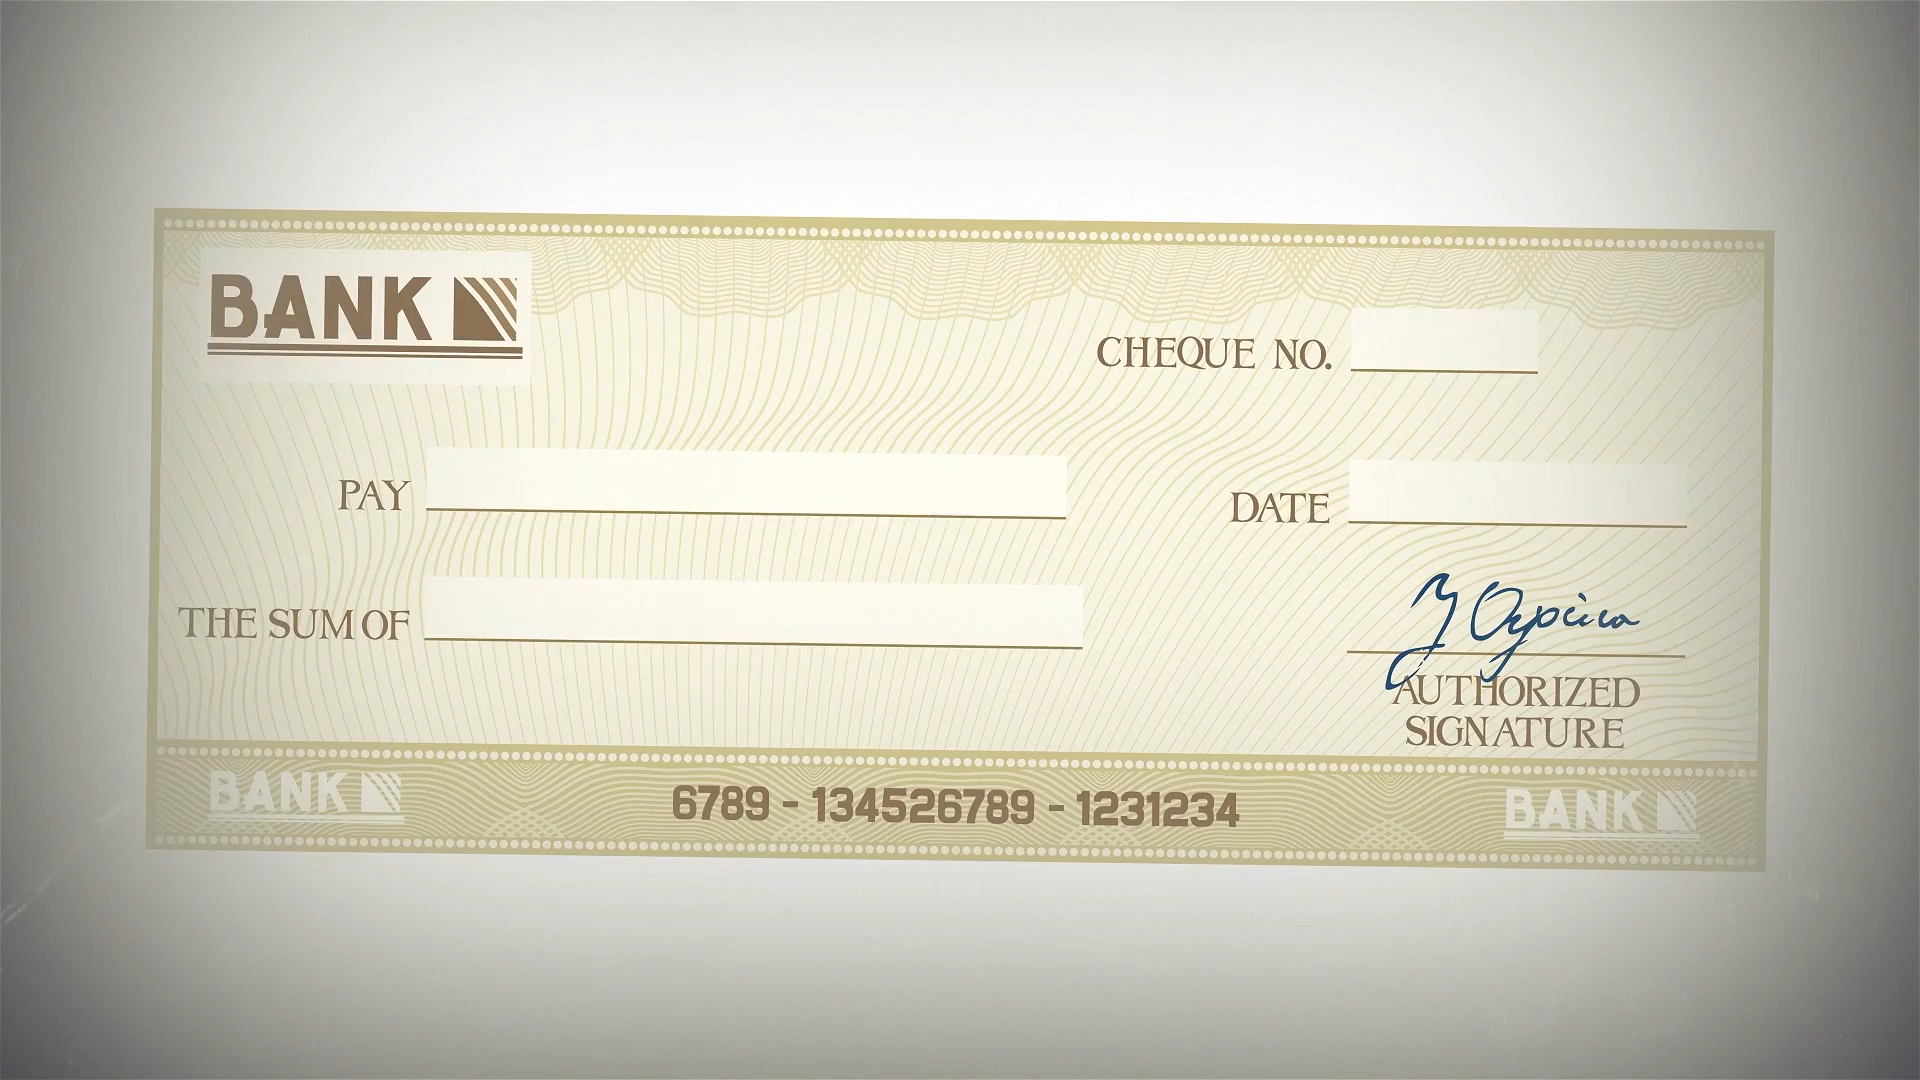 BANK
CHEQUE NO.
PAY
DATE
THE SUM OF
AUTHORIZED
SIGNATURE
BANK
6789 - 134526789 - 1231234
BANK